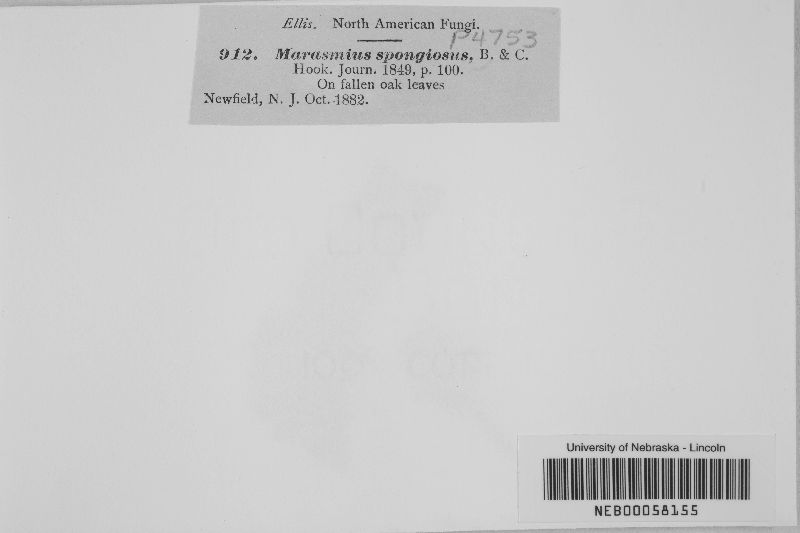 Ellis. North American Fungi.
P4753
912. Marasmius spongiosus, B. & C.
Hook. Journ. 1849, p. 100.
On fallen oak leaves
Newfield, N. J. Oct. 1882.
University of Nebraska - Lincoln
NEB00058155